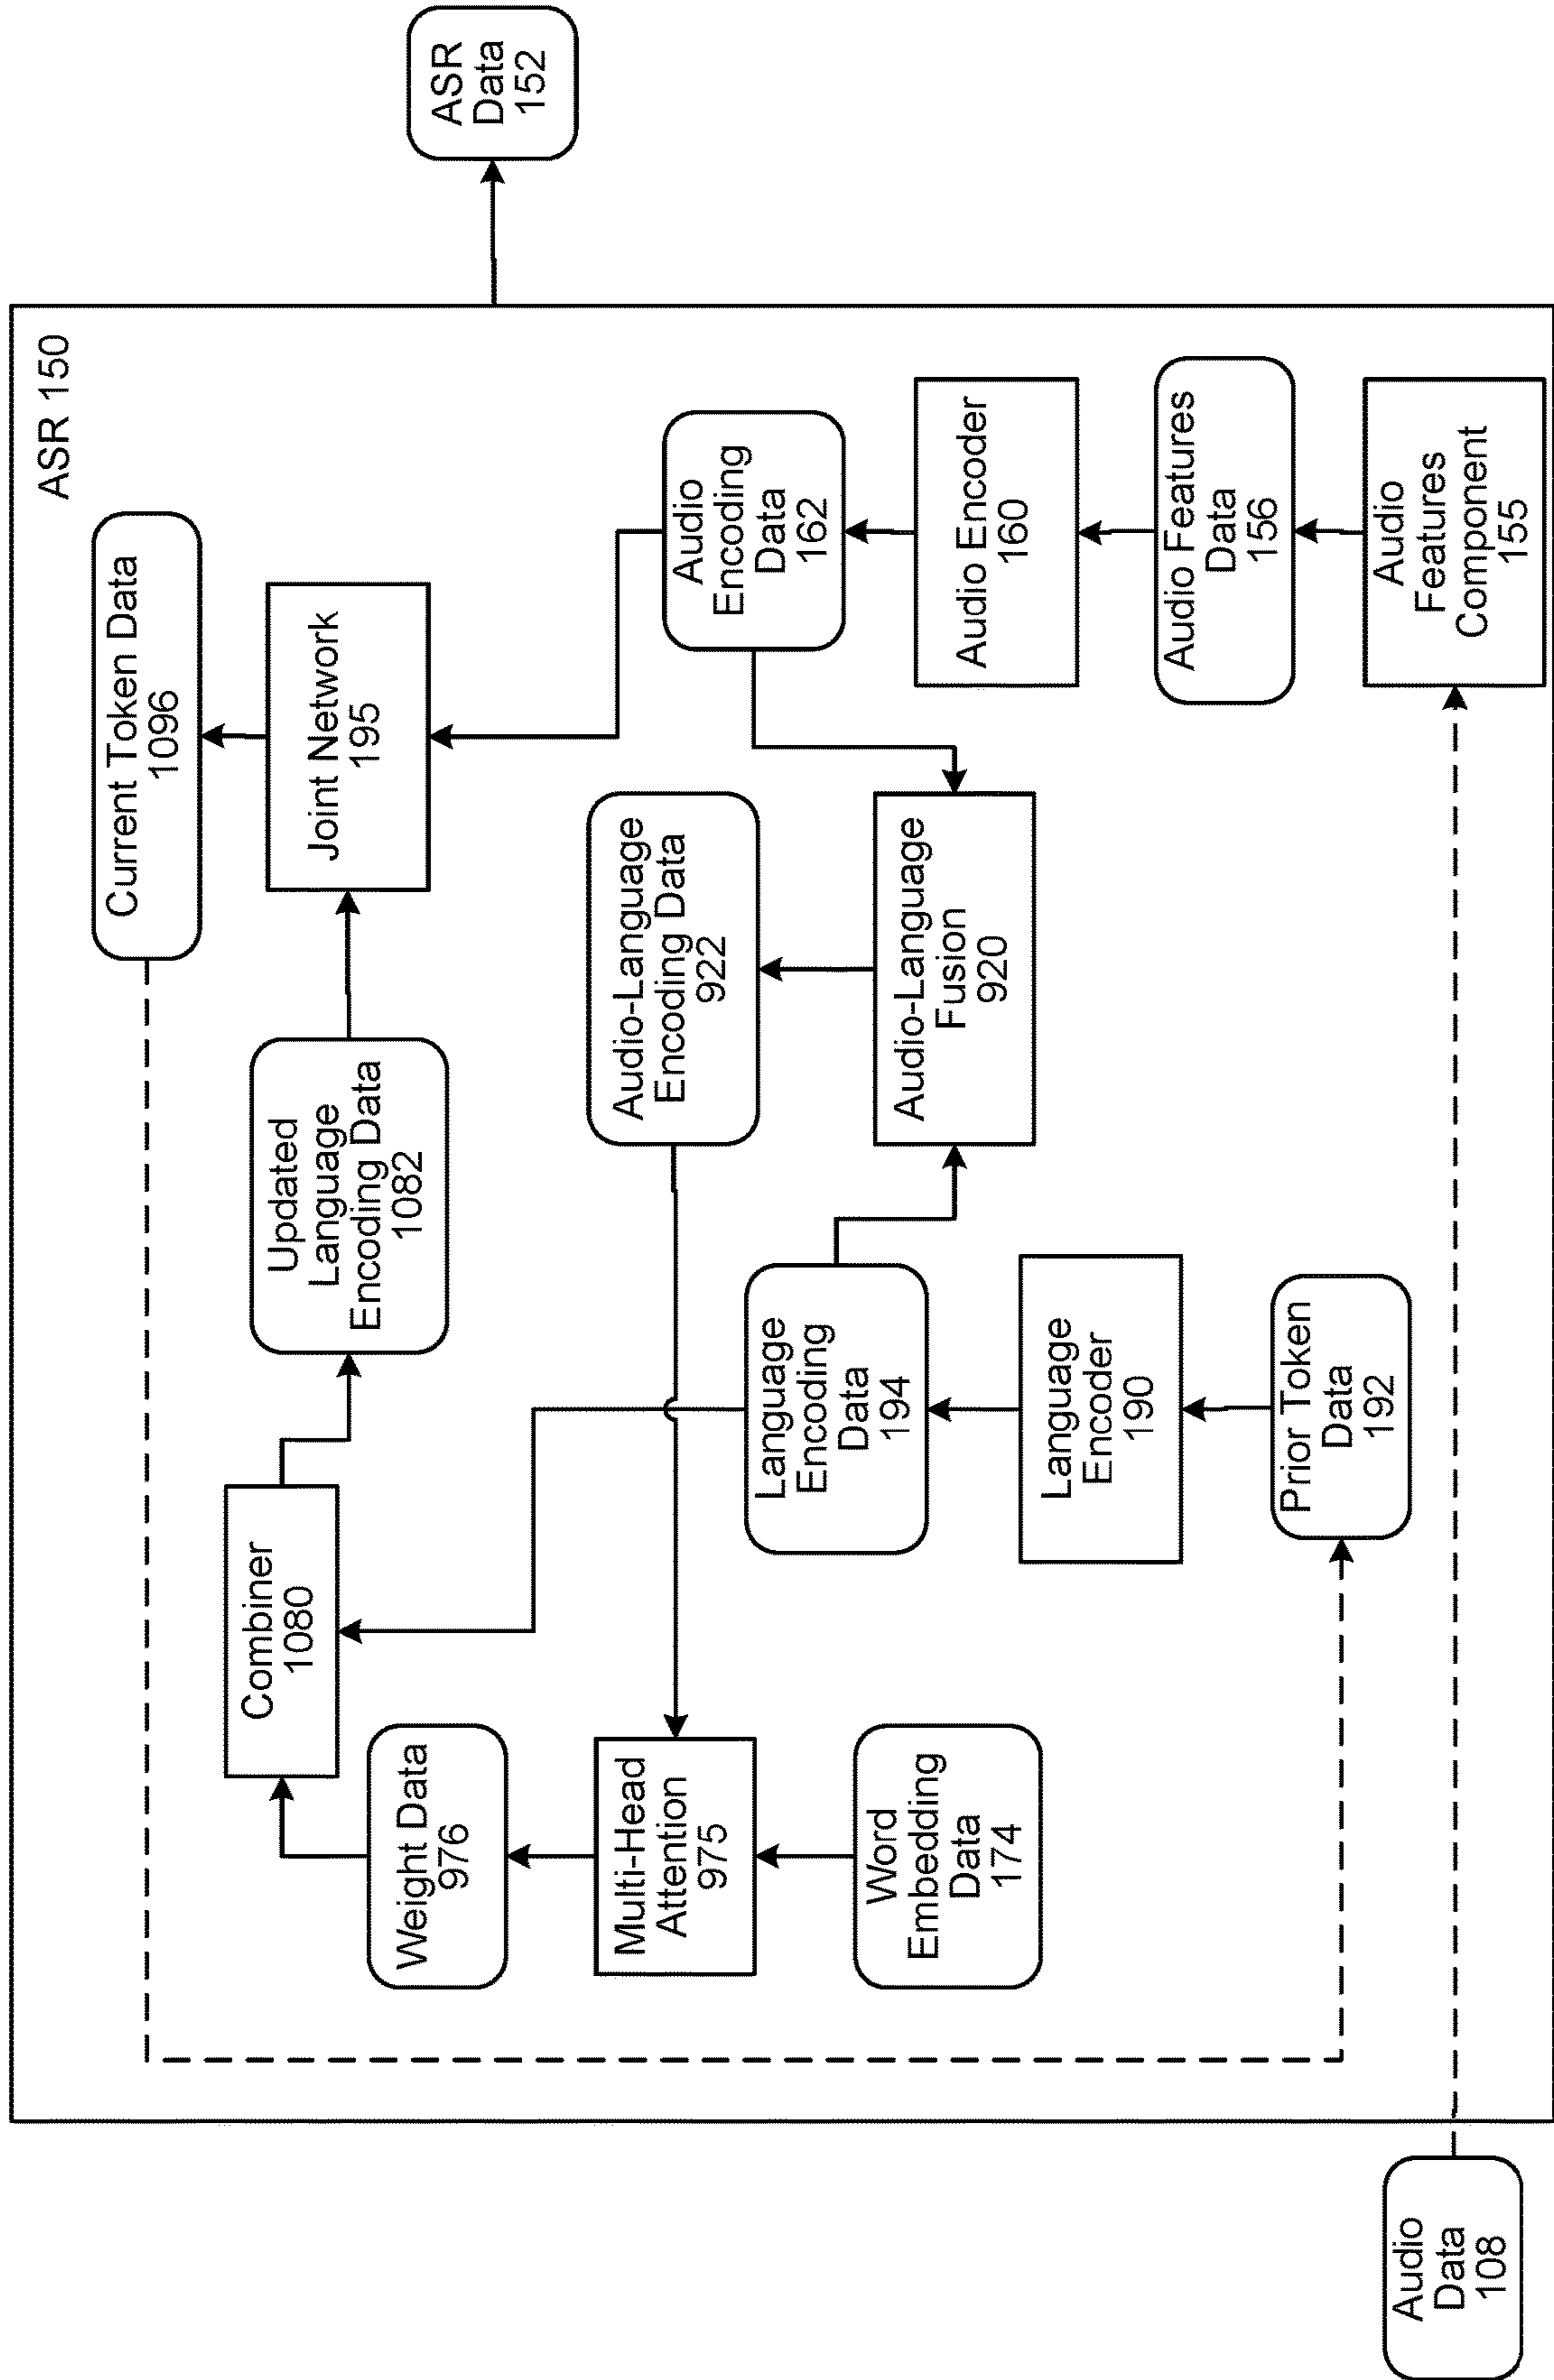 ASR 150
Current Token Data
1096
Combiner
1080
Updated
Language
Encoding Data
1082
Joint Network
195
ASR
Data
152
Weight Data
976
Multi-Head
Attention
975
Word
Embedding
Data
174
Audio-Language
Encoding Data
922
Audio
Encoding
Data
162
Language
Encoding
Data
194
Audio-Language
Fusion
920
Audio Encoder
160
Language
Encoder
190
Audio Features
Data
156
Prior Token
Data
192
Audio
Features
Component
155
Audio
Data
108